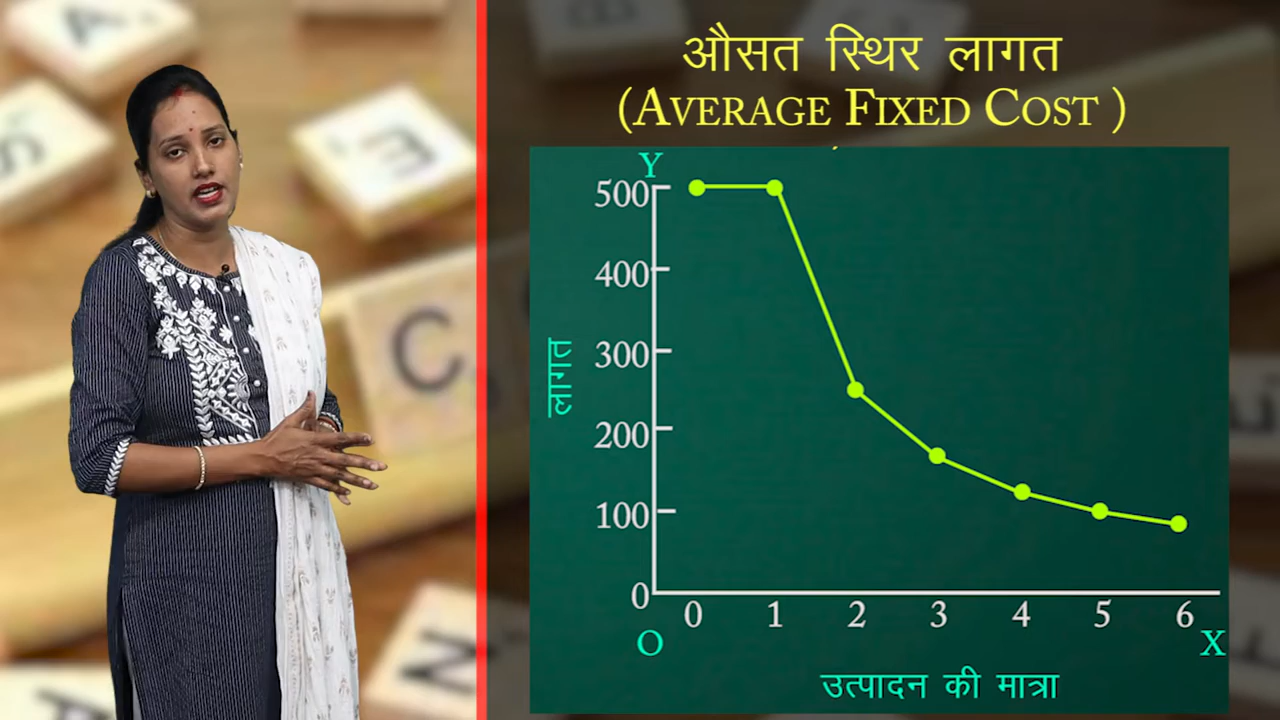 औसत स्थिर लागत
(AVERAGE FIXED COST )
Y
500
400
300
200
100
0
लागत
0 1 2 3 4 5 6
O X
उत्पादन की मात्रा
C